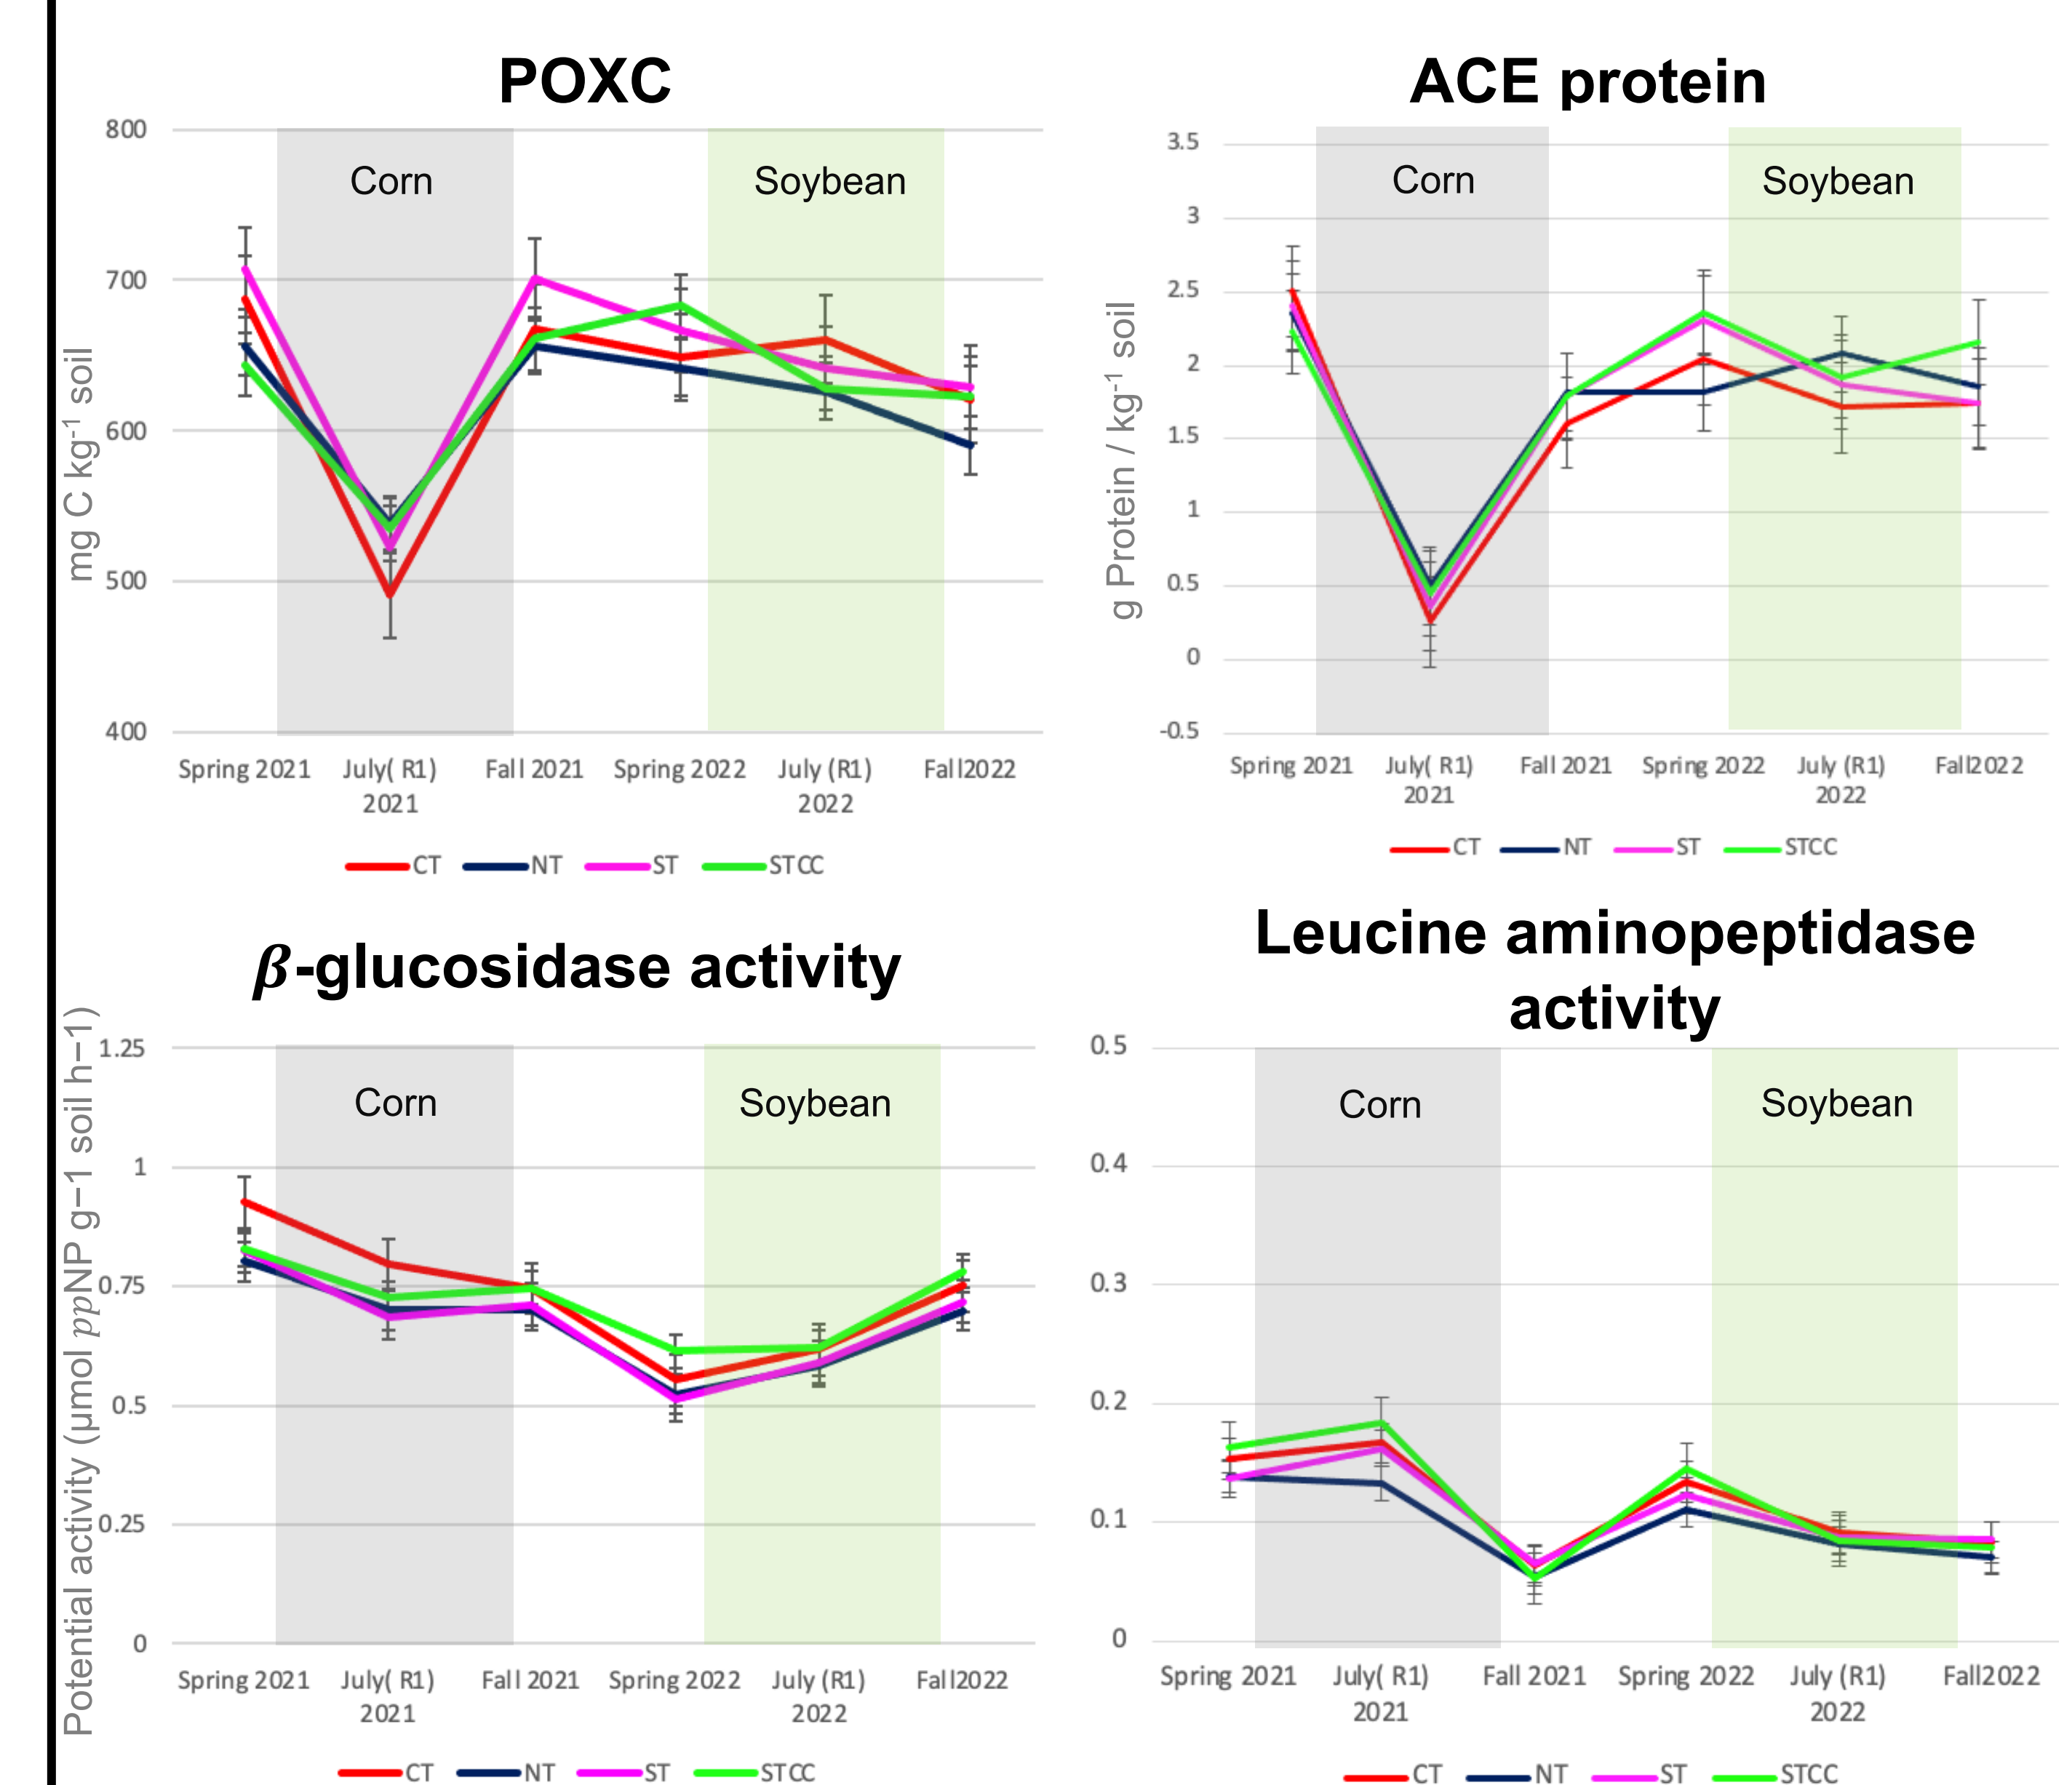 POXC
mg C kg-1 soil
800
700
600
500
400
Corn
Soybean
Spring 2021 July( R1) 2021 Fall 2021 Spring 2022 July (R1) 2022 Fall2022
CT NT ST STCC
ACE protein
g Protein / kg-1 soil
3.5
3
2.5
2
1.5
1
0.5
0
-0.5
Corn
Soybean
Spring 2021 July( R1) 2021 Fall 2021 Spring 2022 July (R1) 2022 Fall2022
CT NT ST STCC
β-glucosidase activity
Potential activity (µmol ppNP g−1 soil h−1)
1.25
1
0.75
0.5
0.25
0
Corn
Soybean
Spring 2021 July( R1) 2021 Fall 2021 Spring 2022 July (R1) 2022 Fall2022
CT NT ST STCC
Leucine aminopeptidase
activity
0.5
0.4
0.3
0.2
0.1
0
Corn
Soybean
Spring 2021 July( R1) 2021 Fall 2021 Spring 2022 July (R1) 2022 Fall2022
CT NT ST STCC